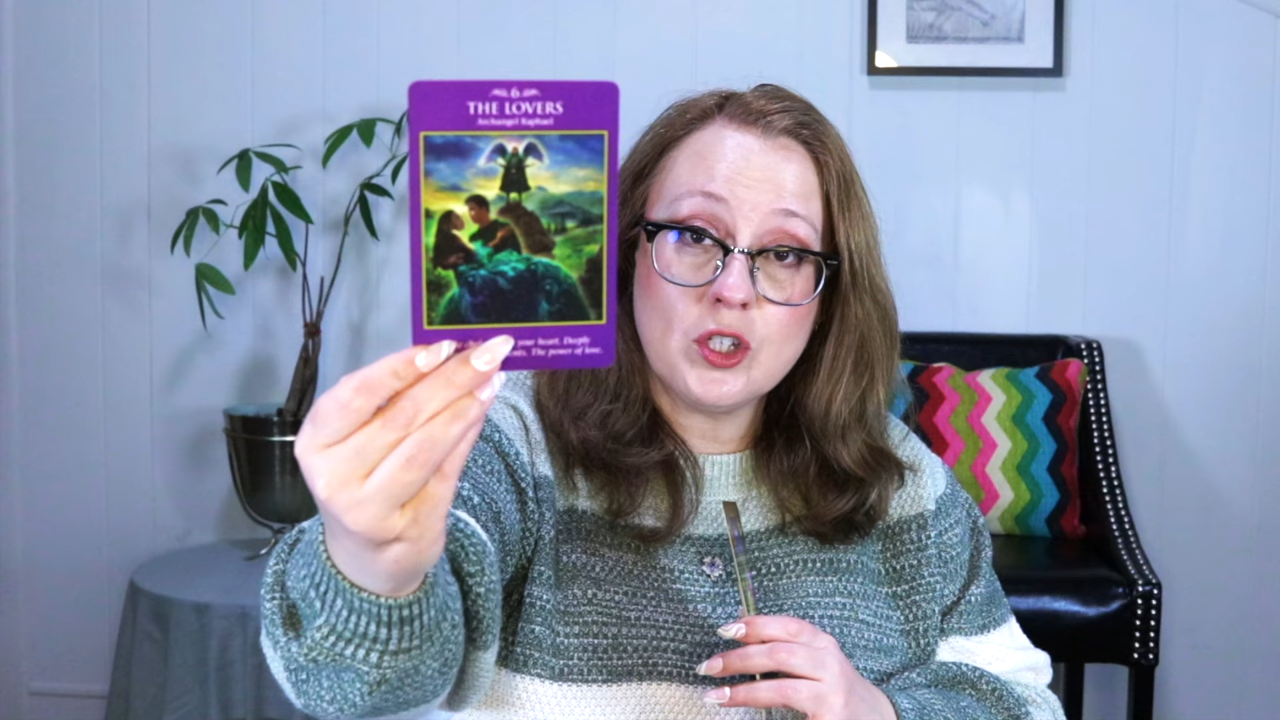 6
THE LOVERS
Archangel Raphael
your heart. Deeply
The power of love.